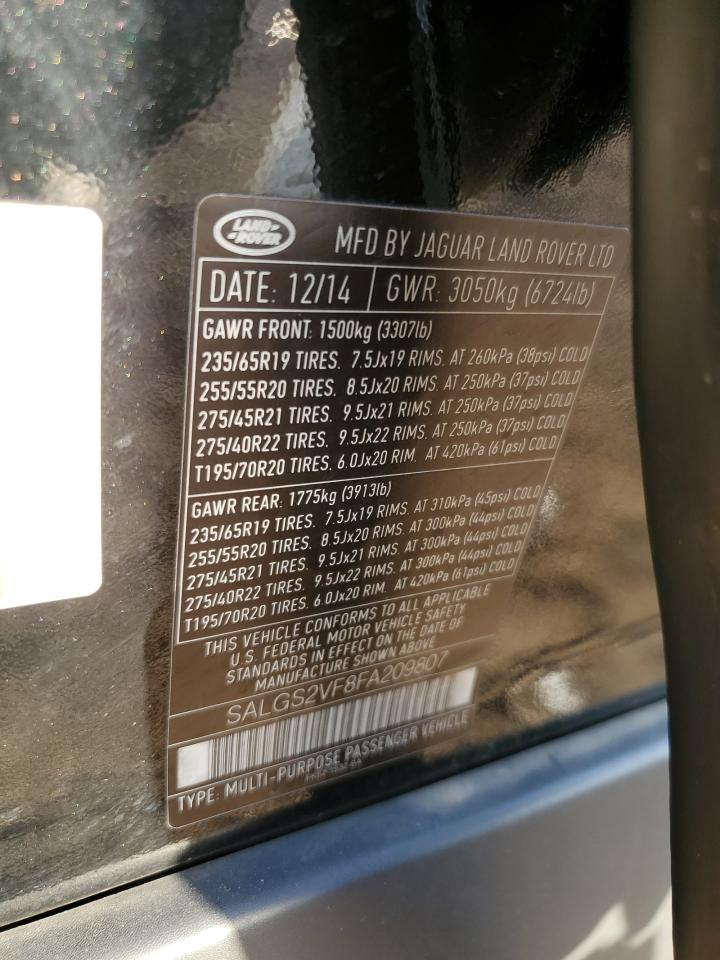 LAND ROVER
MFD BY JAGUAR LAND ROVER LTD
DATE: 12/14 GWR: 3050kg (6724lb)
GAWR FRONT: 1500kg (3307lb)
235/65R19 TIRES. 7.5Jx19 RIMS. AT 260kPa (38psi) COLD
255/55R20 TIRES. 8.5Jx20 RIMS. AT 250kPa (37psi) COLD
275/45R21 TIRES. 9.5Jx21 RIMS. AT 250kPa (37psi) COLD
275/40R22 TIRES. 9.5Jx22 RIMS. AT 250kPa (37psi) COLD
T195/70R20 TIRES. 6.0Jx20 RIM. AT 420kPa (61psi) COLD
GAWR REAR: 1775kg (3913lb)
235/65R19 TIRES. 7.5Jx19 RIMS. AT 310kPa (45psi) COLD
255/55R20 TIRES. 8.5Jx20 RIMS. AT 300kPa (44psi) COLD
275/45R21 TIRES. 9.5Jx21 RIMS. AT 300kPa (44psi) COLD
275/40R22 TIRES. 9.5Jx22 RIMS. AT 300kPa (44psi) COLD
T195/70R20 TIRES. 6.0Jx20 RIM. AT 420kPa (61psi) COLD
THIS VEHICLE CONFORMS TO ALL APPLICABLE
U.S. FEDERAL MOTOR VEHICLE SAFETY
STANDARDS IN EFFECT ON THE DATE OF
MANUFACTURE SHOWN ABOVE
SALGS2VF8FA209807
TYPE: MULTI-PURPOSE PASSENGER VEHICLE